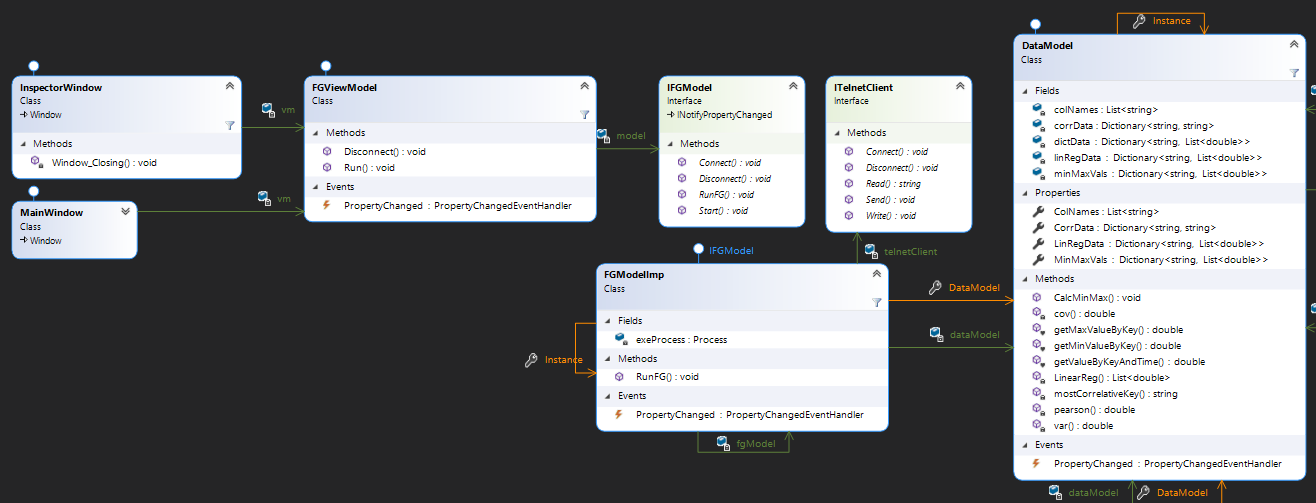 InspectorWindow
Class
Window
Methods
Window_Closing() : void
MainWindow
Class
Window
vm
vm
FGViewModel
Class
Methods
Disconnect() : void
Run() : void
Events
PropertyChanged : PropertyChangedEventHandler
model
IFGModel
Interface
INotifyPropertyChanged
Methods
Connect() : void
Disconnect() : void
RunFG() : void
Start() : void
ITelnetClient
Interface
Methods
Connect() : void
Disconnect() : void
Read() : string
Send() : void
Write() : void
telnetClient
IFGModel
FGModelImp
Class
Fields
exeProcess : Process
Methods
RunFG() : void
Events
PropertyChanged : PropertyChangedEventHandler
Instance
fgModel
DataModel
dataModel
Instance
DataModel
Class
Fields
colNames : List<string>
corrData : Dictionary<string, string>
dictData : Dictionary<string, List<double>>
linRegData : Dictionary<string, List<double>>
minMaxVals : Dictionary<string, List<double>>
Properties
ColNames : List<string>
CorrData : Dictionary<string, string>
LinRegData : Dictionary<string, List<double>>
MinMaxVals : Dictionary<string, List<double>>
Methods
CalcMinMax() : void
cov() : double
getMaxValueByKey() : double
getMinValueByKey() : double
getValueByKeyAndTime() : double
LinearReg() : List<double>
mostCorrelativeKey() : string
pearson() : double
var() : double
Events
PropertyChanged : PropertyChangedEventHandler
dataModel
DataModel